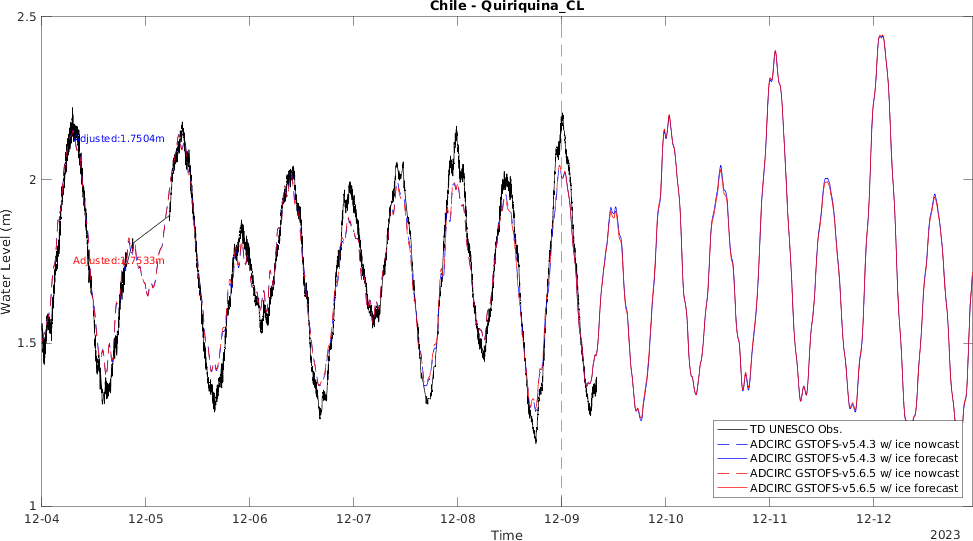 Chile - Quiriquina_CL
2.5
2
1.5
1
Water Level (m)
Adjusted:1.7504m
Adjusted:1.7533m
TD UNESCO Obs.
ADCIRC GSTOFS-v5.4.3 w/ ice nowcast
ADCIRC GSTOFS-v5.4.3 w/ ice forecast
ADCIRC GSTOFS-v5.6.5 w/ ice nowcast
ADCIRC GSTOFS-v5.6.5 w/ ice forecast
12-04 12-05 12-06 12-07 12-08 12-09 12-10 12-11 12-12
Time
2023